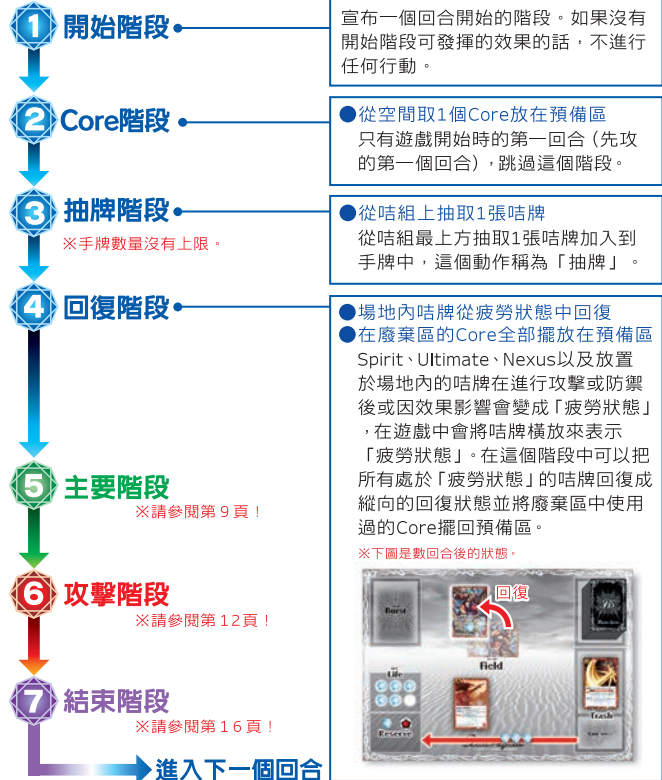 1 開始階段
宣布一個回合開始的階段。如果沒有
開始階段可發揮的效果的話，不進行
任何行動。
2 Core階段
●從空間取1個Core放在預備區
只有遊戲開始時的第一回合（先攻
的第一個回合），跳過這個階段。
3 抽牌階段
※手牌數量沒有上限。
●從咭組上抽取1張咭牌
從咭組最上方抽取1張咭牌加入到
手牌中，這個動作稱為「抽牌」。
4 回復階段
●場地內咭牌從疲勞狀態中回復
●在廢棄區的Core全部擺放在預備區
Spirit、Ultimate、Nexus以及放置
於場地內的咭牌在進行攻擊或防禦
後或因效果影響會變成「疲勞狀態」
，在遊戲中會將咭牌橫放來表示
「疲勞狀態」。在這個階段中可以把
所有處於「疲勞狀態」的咭牌回復成
縱向的回復狀態並將廢棄區中使用
過的Core擺回預備區。
※下圖是數回合後的狀態。
回復
Burst
Field
Life
Reserve
Trash
5 主要階段
※請參閱第9頁！
6 攻擊階段
※請參閱第12頁！
7 結束階段
※請參閱第16頁！
進入下一個回合